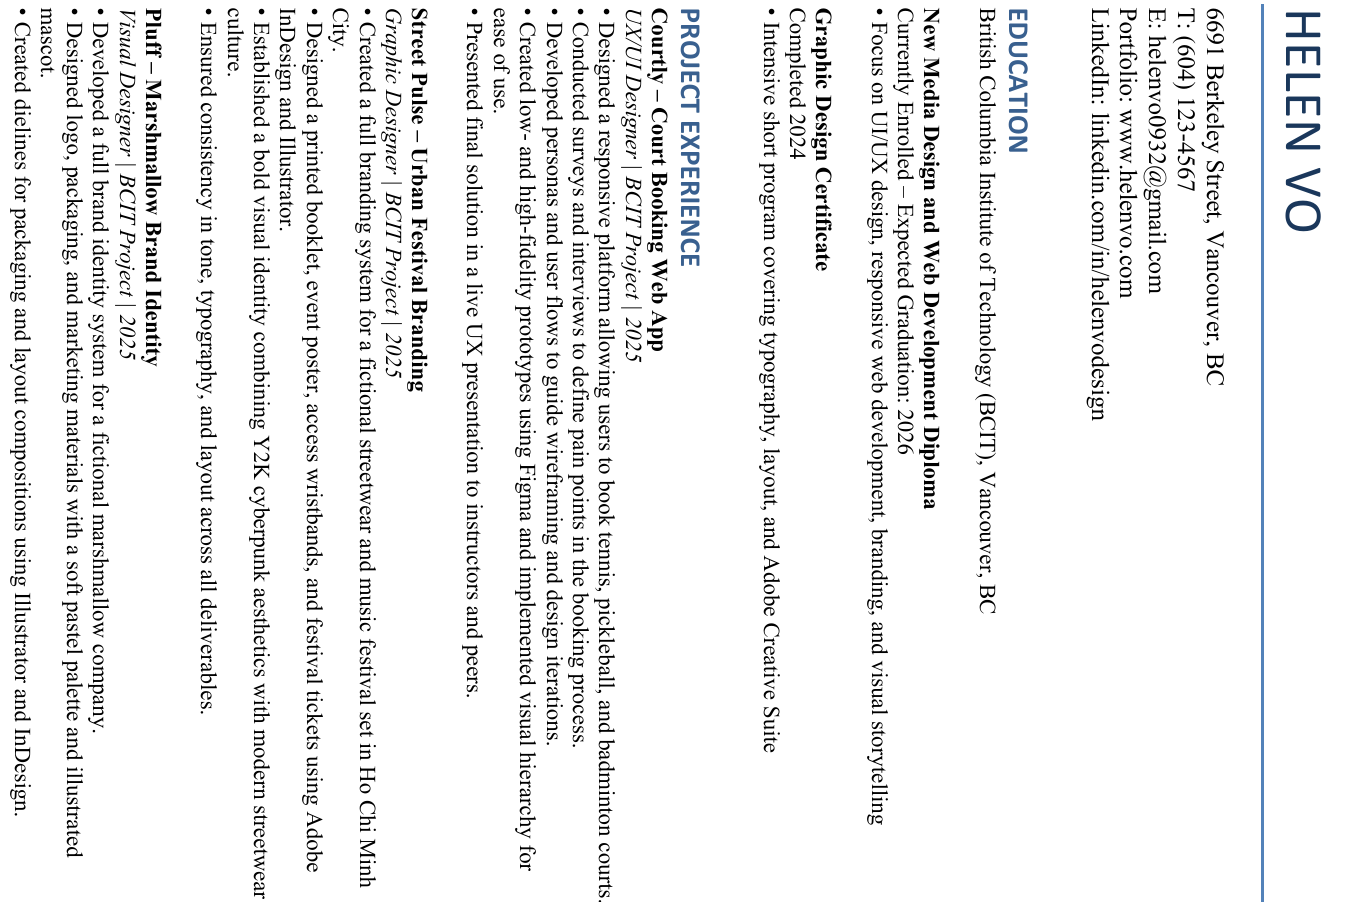 HELEN VO
6691 Berkeley Street, Vancouver, BC
T: (604) 123-4567
E: helenvo0932@gmail.com
Portfolio: www.helenvo.com
LinkedIn: linkedin.com/in/helenvodesign
EDUCATION
British Columbia Institute of Technology (BCIT), Vancouver, BC
New Media Design and Web Development Diploma
Currently Enrolled – Expected Graduation: 2026
• Focus on UI/UX design, responsive web development, branding, and visual storytelling
Graphic Design Certificate
Completed 2024
• Intensive short program covering typography, layout, and Adobe Creative Suite
PROJECT EXPERIENCE
Courtly – Court Booking Web App
UX/UI Designer | BCIT Project | 2025
• Designed a responsive platform allowing users to book tennis, pickleball, and badminton courts.
• Conducted surveys and interviews to define pain points in the booking process.
• Developed personas and user flows to guide wireframing and design iterations.
• Created low- and high-fidelity prototypes using Figma and implemented visual hierarchy for
ease of use.
• Presented final solution in a live UX presentation to instructors and peers.
Street Pulse – Urban Festival Branding
Graphic Designer | BCIT Project | 2025
• Created a full branding system for a fictional streetwear and music festival set in Ho Chi Minh
City.
• Designed a printed booklet, event poster, access wristbands, and festival tickets using Adobe
InDesign and Illustrator.
• Established a bold visual identity combining Y2K cyberpunk aesthetics with modern streetwear
culture.
• Ensured consistency in tone, typography, and layout across all deliverables.
Pluff – Marshmallow Brand Identity
Visual Designer | BCIT Project | 2025
• Developed a full brand identity system for a fictional marshmallow company.
• Designed logo, packaging, and marketing materials with a soft pastel palette and illustrated
mascot.
• Created dielines for packaging and layout compositions using Illustrator and InDesign.